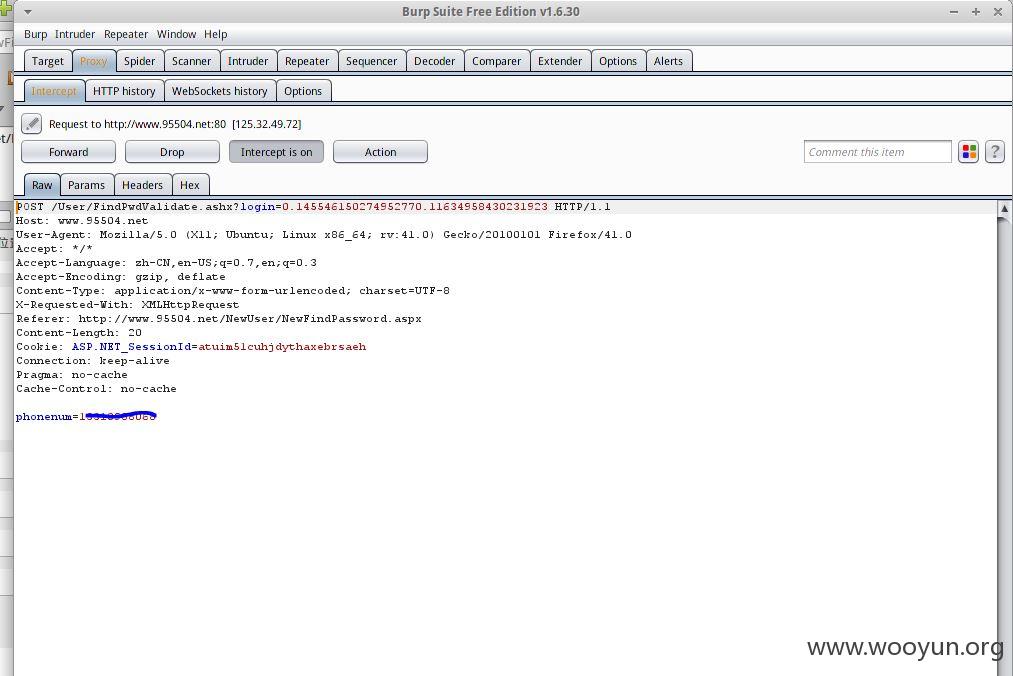 Burp Suite Free Edition v1.6.30
Burp Intruder Repeater Window Help
Target Proxy Spider Scanner Intruder Repeater Sequencer Decoder Comparer Extender Options Alerts
Intercept HTTP history WebSockets history Options
Request to http://www.95504.net:80 [125.32.49.72]
Forward Drop Intercept is on Action Comment this item ?
Raw Params Headers Hex
POST /User/FindPwdValidate.ashx?login=0.145546150274952770.11634958430231923 HTTP/1.1
Host: www.95504.net
User-Agent: Mozilla/5.0 (X11; Ubuntu; Linux x86_64; rv:41.0) Gecko/20100101 Firefox/41.0
Accept: */*
Accept-Language: zh-CN,en-US;q=0.7,en;q=0.3
Accept-Encoding: gzip, deflate
Content-Type: application/x-www-form-urlencoded; charset=UTF-8
X-Requested-With: XMLHttpRequest
Referer: http://www.95504.net/NewUser/NewFindPassword.aspx
Content-Length: 20
Cookie: ASP.NET_SessionId=atuim51cuhjdythaxebrsaeh
Connection: keep-alive
Pragma: no-cache
Cache-Control: no-cache
phonenum=
www.wooyun.org